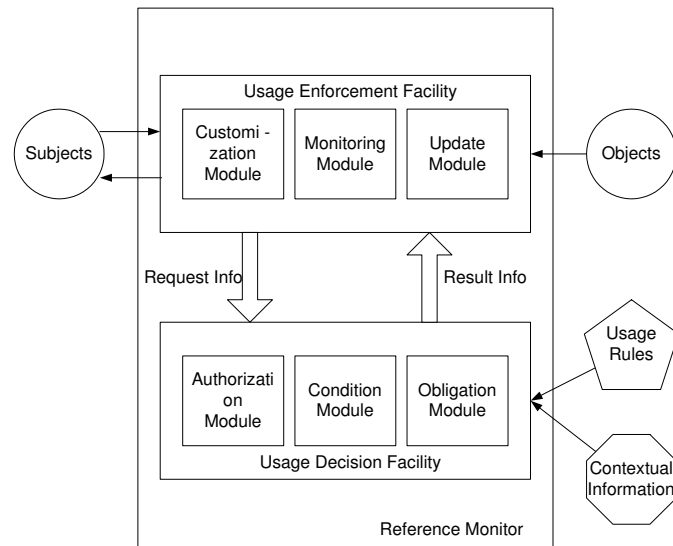 Usage Enforcement Facility
Subjects
Customi -
zation
Module
Monitoring
Module
Update
Module
Objects
Request Info
Result Info
Usage
Rules
Authorizati
on
Module
Condition
Module
Obligation
Module
Usage Decision Facility
Contextual
Information
Reference Monitor